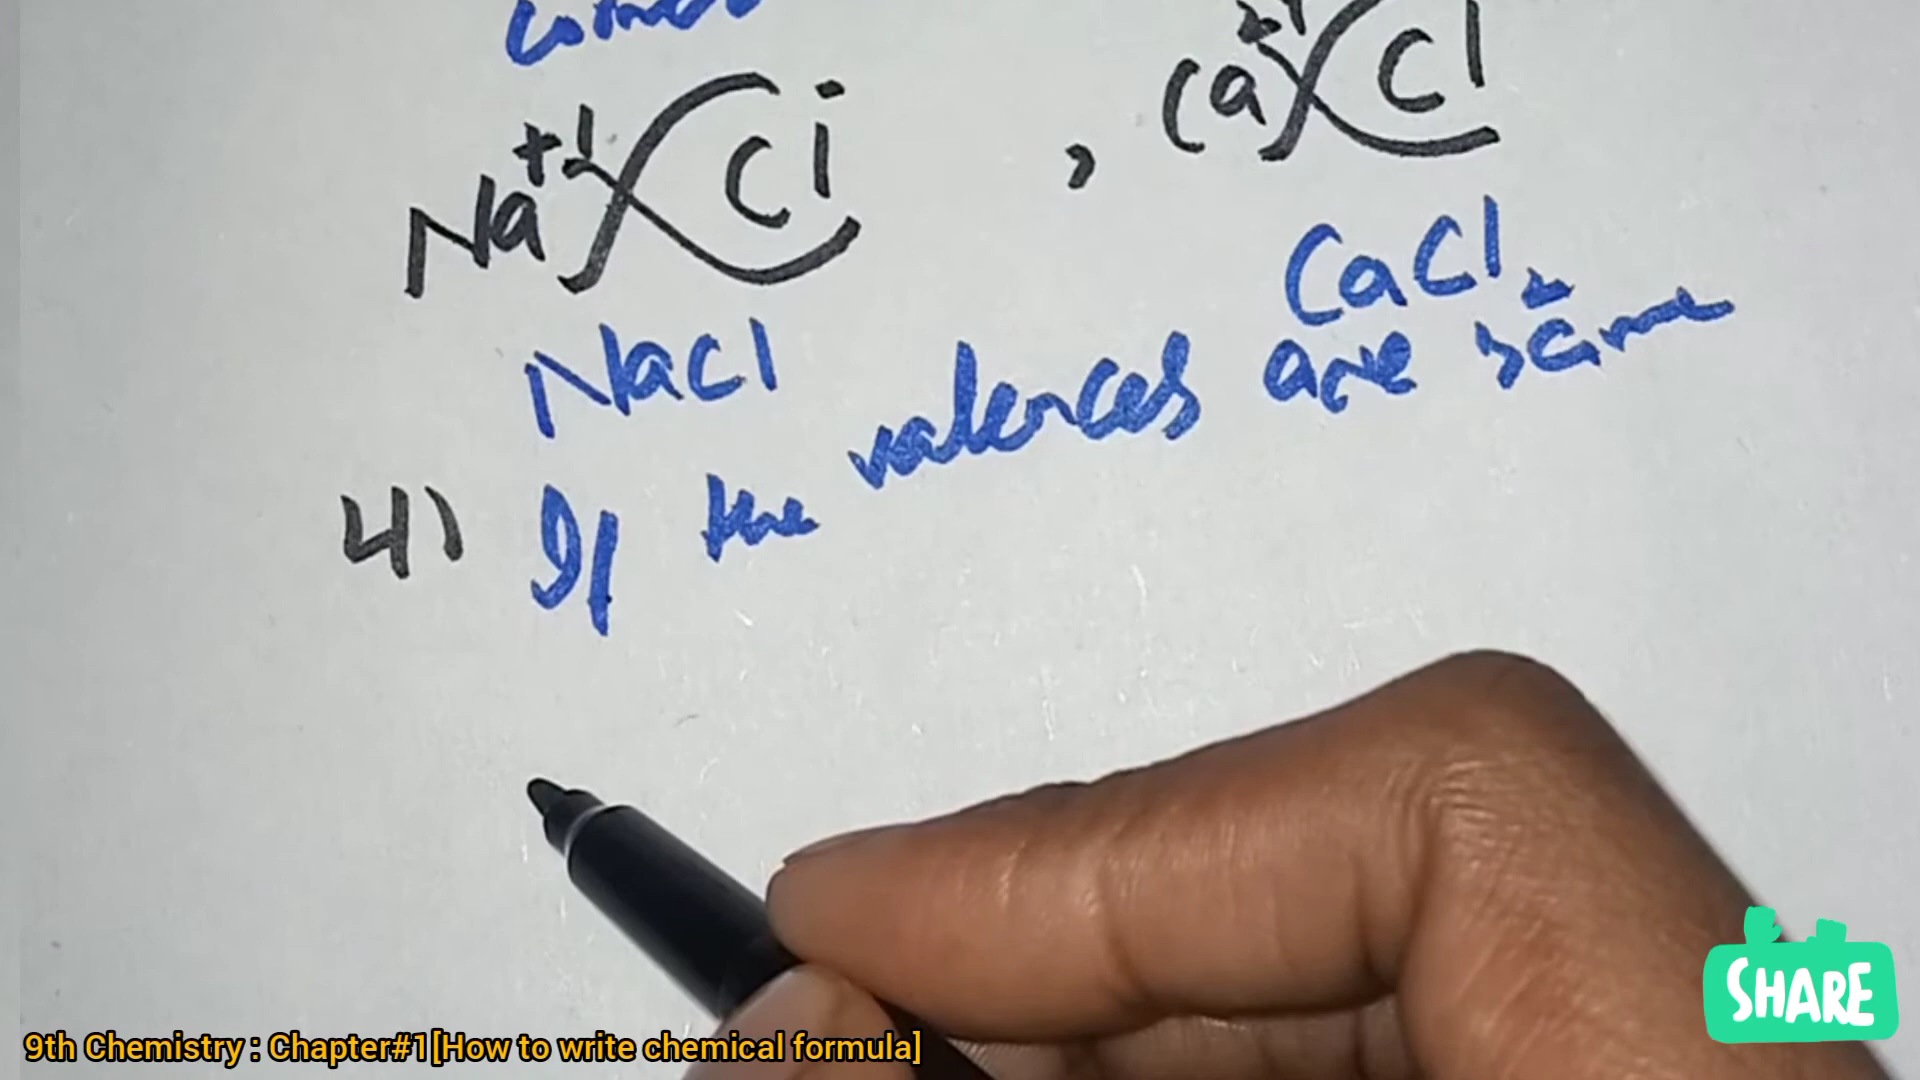 Na+1 Cl-
, Ca2+ Cl
NaCl
CaCl2
4) If the valences are same
SHARE
9th Chemistry : Chapter#1[How to write chemical formula]